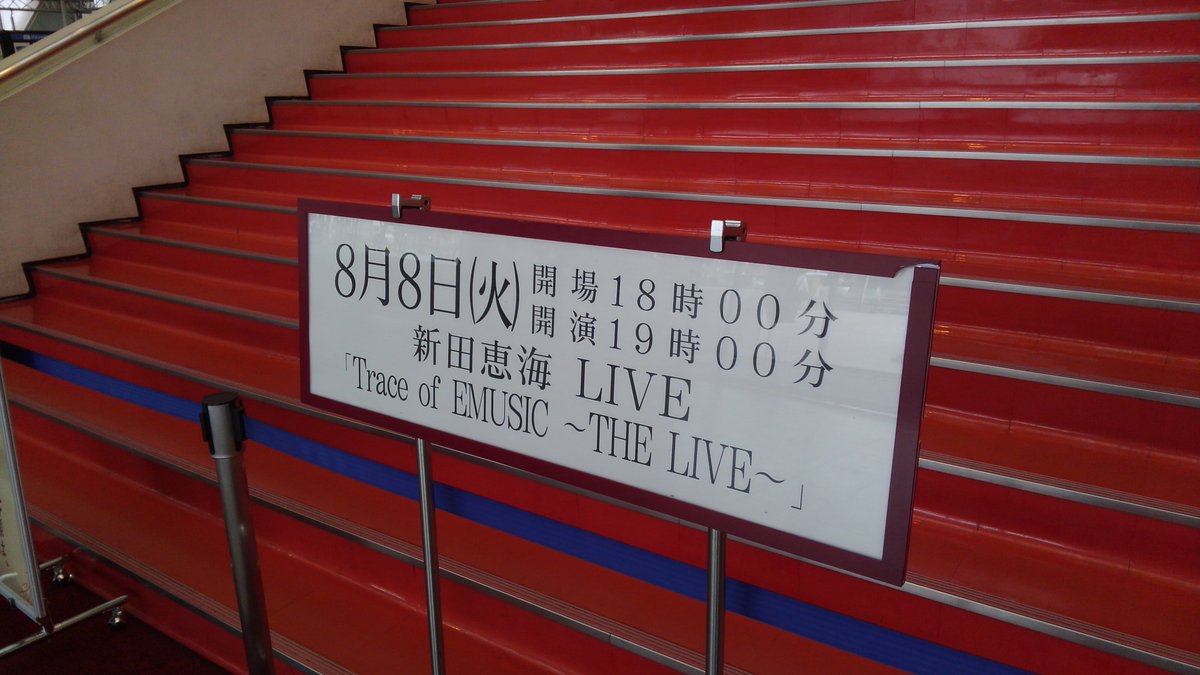 8月8日(火) 開場18時00分
開演19時00分
新田恵海 LIVE
「Trace of EMUSIC ~THE LIVE~」